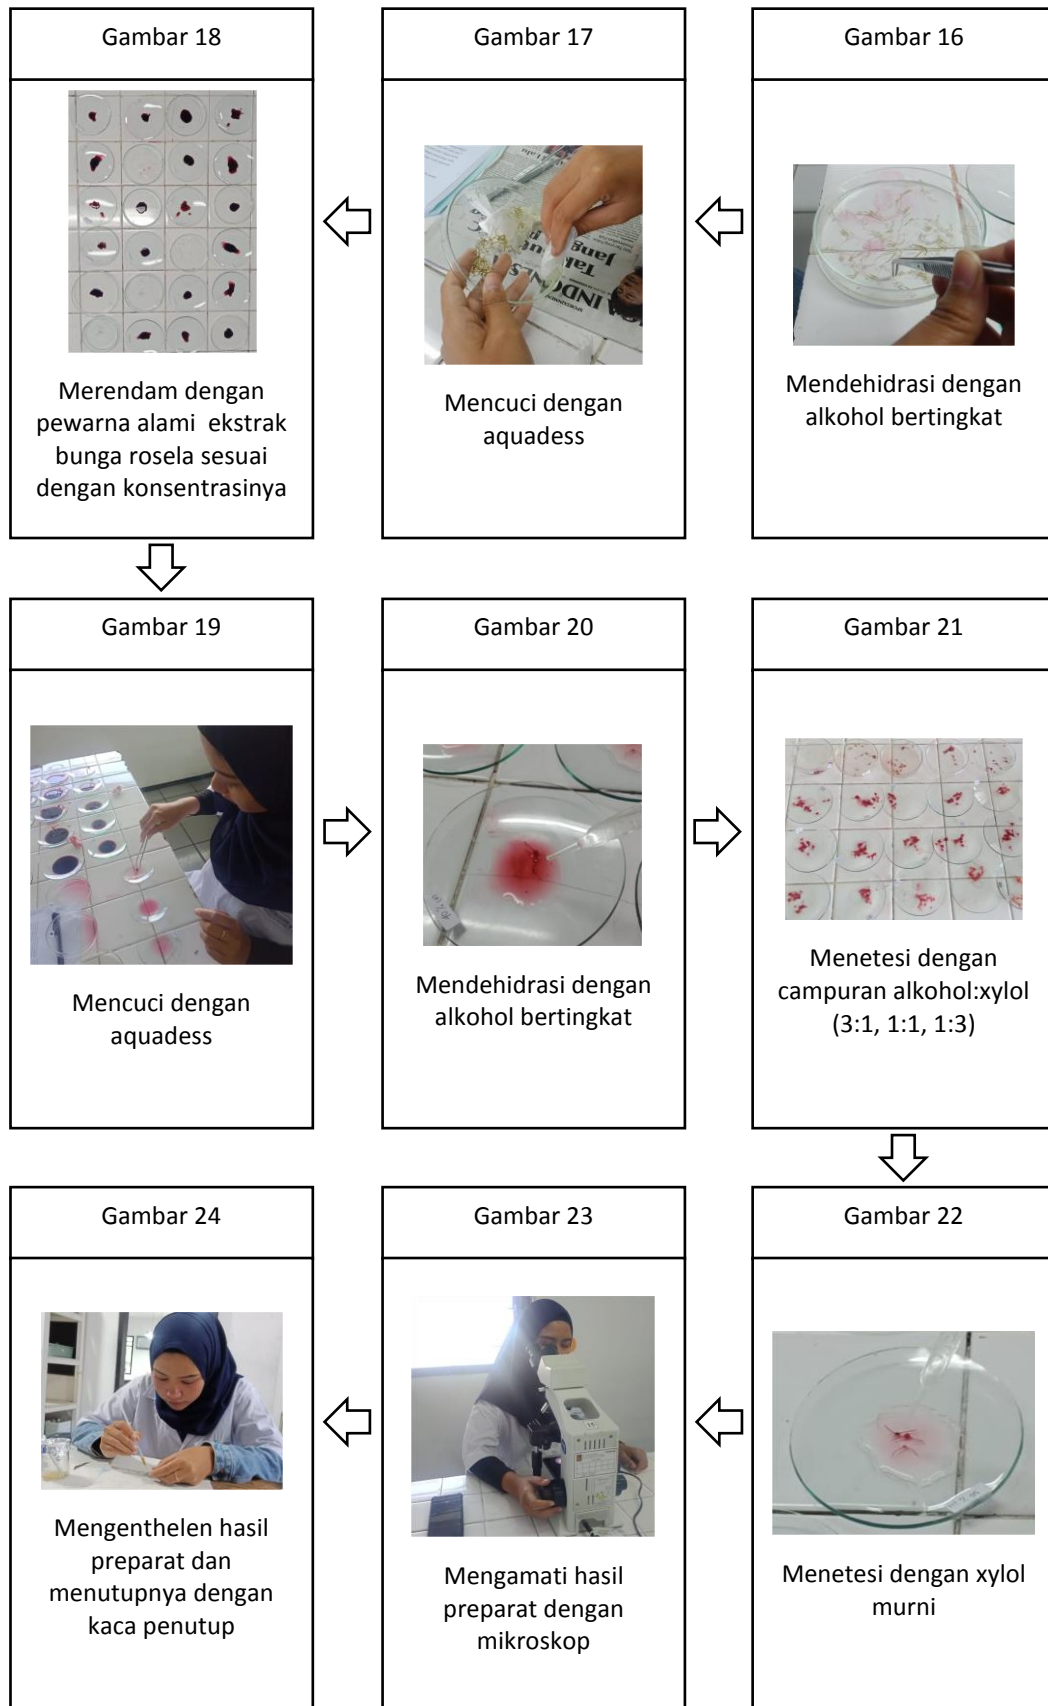 Gambar 18
Gambar 17
Gambar 16
Merendam dengan
pewarna alami ekstrak
bunga rosela sesuai
dengan konsentrasinya
Mencuci dengan
aquadess
Mendehidrasi dengan
alkohol bertingkat
Gambar 19
Gambar 20
Gambar 21
Mencuci dengan
aquadess
Mendehidrasi dengan
alkohol bertingkat
Menetesi dengan
campuran alkohol:xylol
(3:1, 1:1, 1:3)
Gambar 24
Gambar 23
Gambar 22
Mengenthelen hasil
preparat dan
menutupnya dengan
kaca penutup
Mengamati hasil
preparat dengan
mikroskop
Menetesi dengan xylol
murni